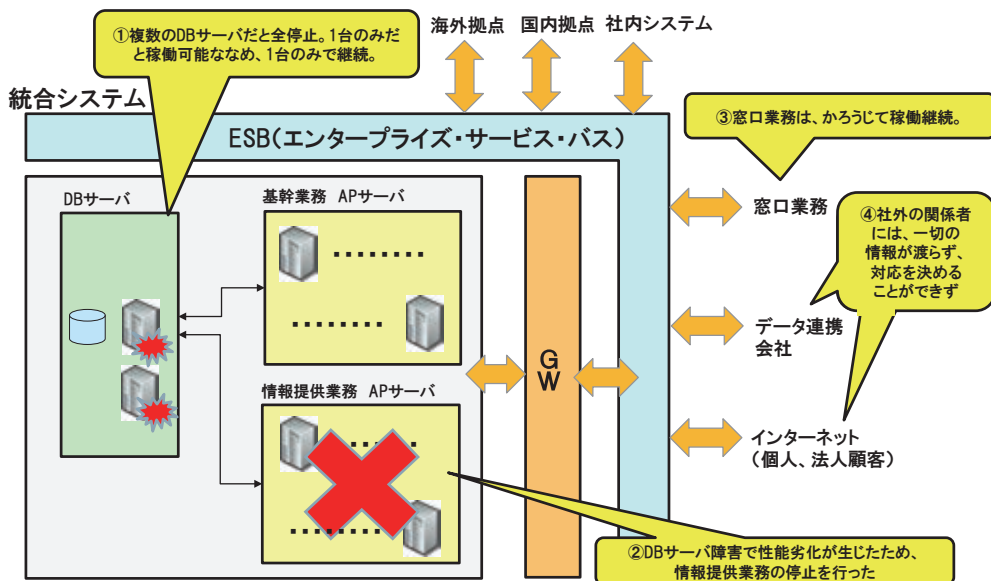 ①複数のDBサーバだと全停止。1台のみだ
と稼働可能ななめ、1台のみで継続。
海外拠点
国内拠点
社内システム
統合システム
ESB(エンタープライズ・サービス・バス)
③窓口業務は、かろうじて稼働継続。
DBサーバ
基幹業務 APサーバ
窓口業務
④社外の関係者
には、一切の
情報が渡らず、
対応を決める
ことができず
データ連携
会社
G
W
情報提供業務 APサーバ
インターネット
(個人、法人顧客)
②DBサーバ障害で性能劣化が生じたため、
情報提供業務の停止を行った